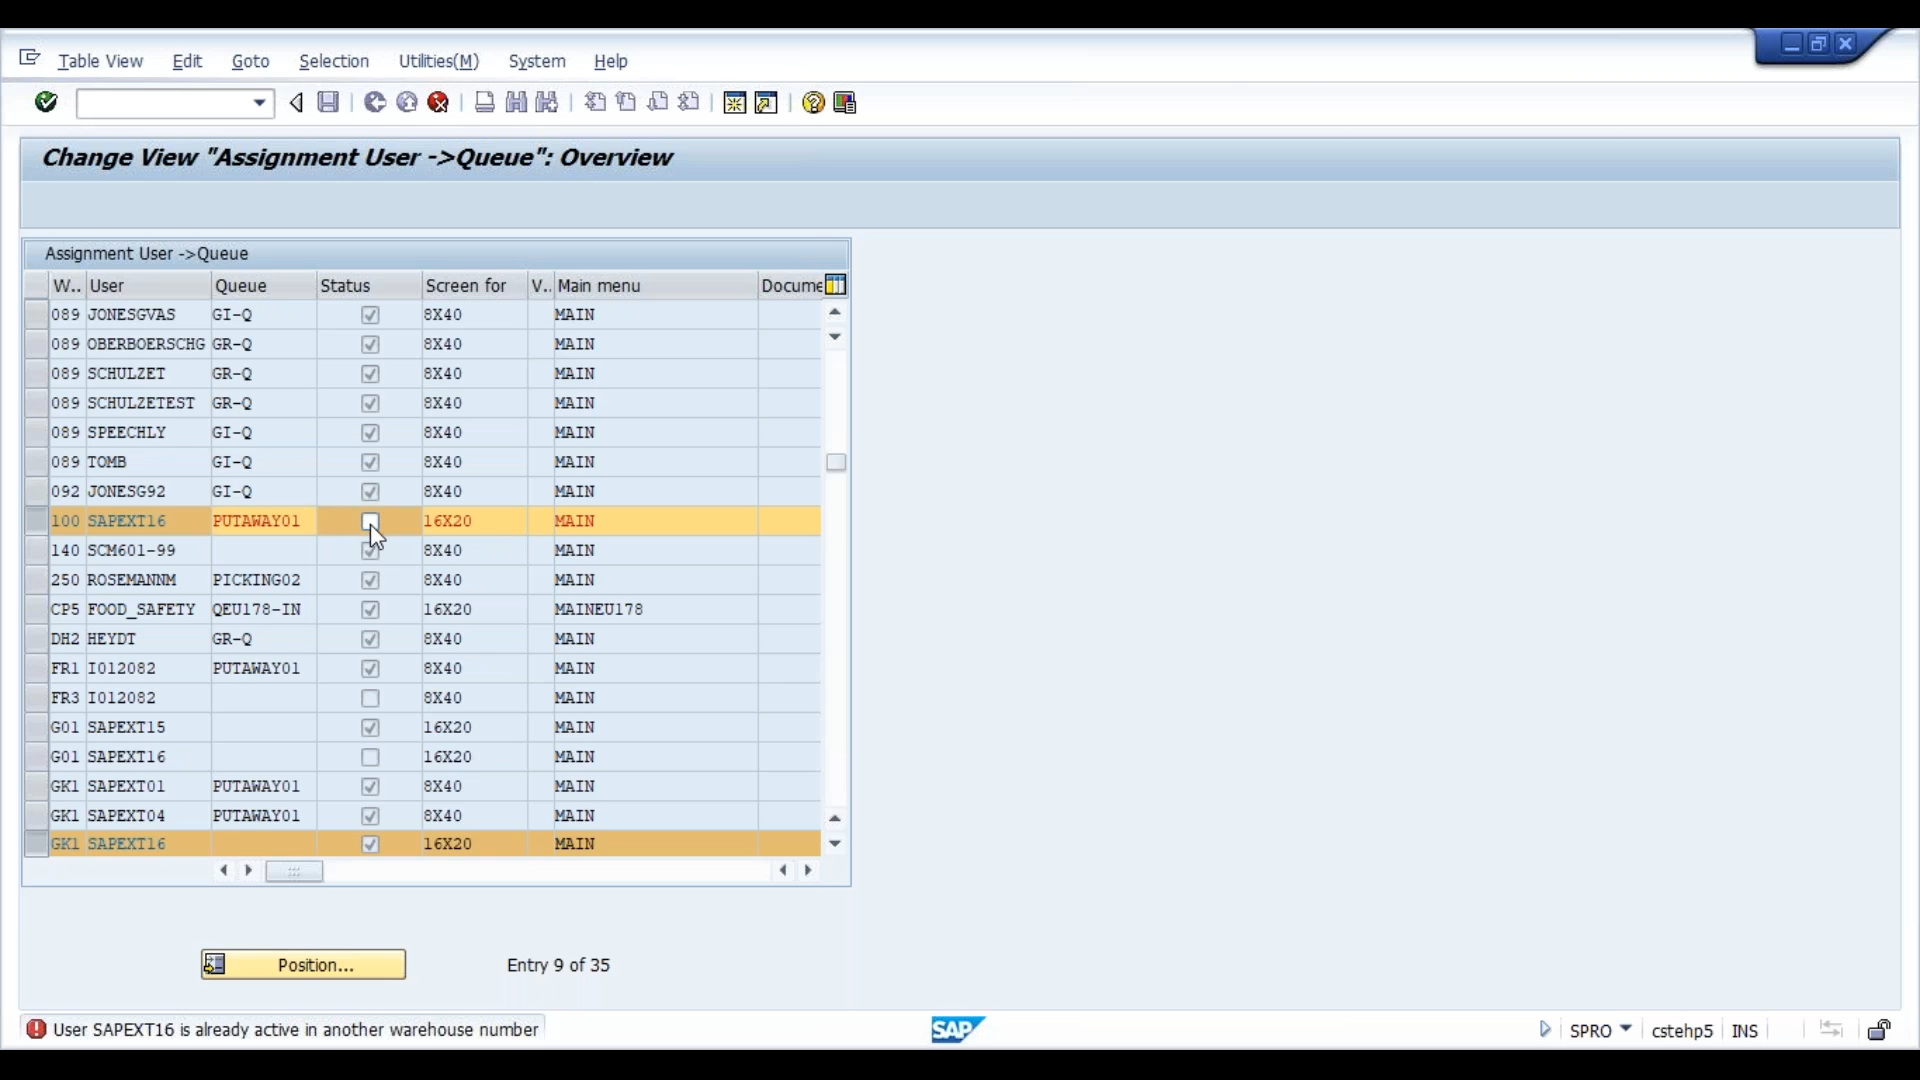 Table View Edit Goto Selection Utilities(M) System Help
Change View "Assignment User ->Queue": Overview
Assignment User ->Queue
W.. User Queue Status Screen for V.. Main menu Docume
089 JONESGVAS GI-Q 8X40 MAIN
089 OBERBOERSCHG GR-Q 8X40 MAIN
089 SCHULZET GR-Q 8X40 MAIN
089 SCHULZETEST GR-Q 8X40 MAIN
089 SPEECHLY GI-Q 8X40 MAIN
089 TOMB GI-Q 8X40 MAIN
092 JONESG92 GI-Q 8X40 MAIN
100 SAPEXT16 PUTAWAY01 16X20 MAIN
140 SCM601-99 8X40 MAIN
250 ROSEMANNM PICKING02 8X40 MAIN
CP5 FOOD_SAFETY QEU178-IN 16X20 MAINEU178
DH2 HEYDT GR-Q 8X40 MAIN
FR1 I012082 PUTAWAY01 8X40 MAIN
FR3 I012082 8X40 MAIN
G01 SAPEXT15 16X20 MAIN
G01 SAPEXT16 16X20 MAIN
GK1 SAPEXT01 PUTAWAY01 8X40 MAIN
GK1 SAPEXT04 PUTAWAY01 8X40 MAIN
GK1 SAPEXT16 16X20 MAIN
Position... Entry 9 of 35
User SAPEXT16 is already active in another warehouse number SAP SPRO cstehp5 INS